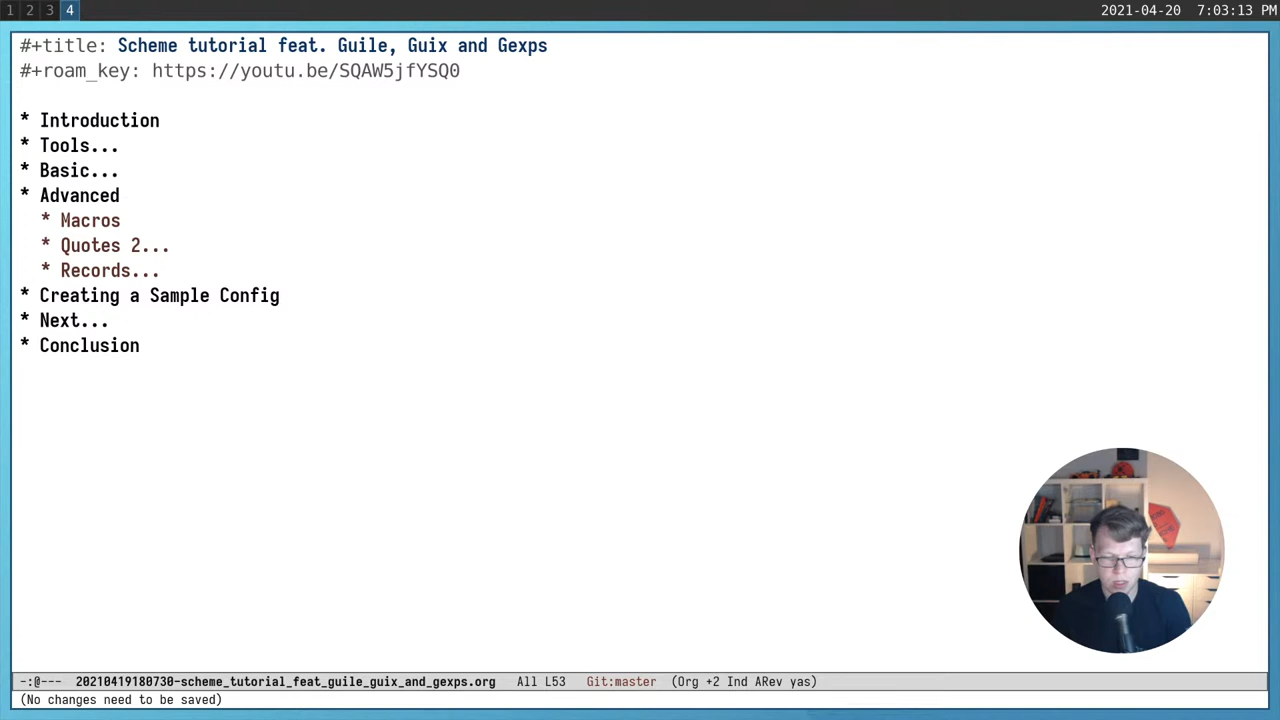 1 2 3 4 2021-04-20 7:03:13 PM
#+title: Scheme tutorial feat. Guile, Guix and Gexps
#+roam_key: https://youtu.be/SQAW5jfYSQ0
* Introduction
* Tools...
* Basic...
* Advanced
* Macros
* Quotes 2...
* Records...
* Creating a Sample Config
* Next...
* Conclusion
-:@--- 20210419180730-scheme_tutorial_feat_guile_guix_and_gexps.org All L53 Git:master (Org +2 Ind ARev yas)
(No changes need to be saved)